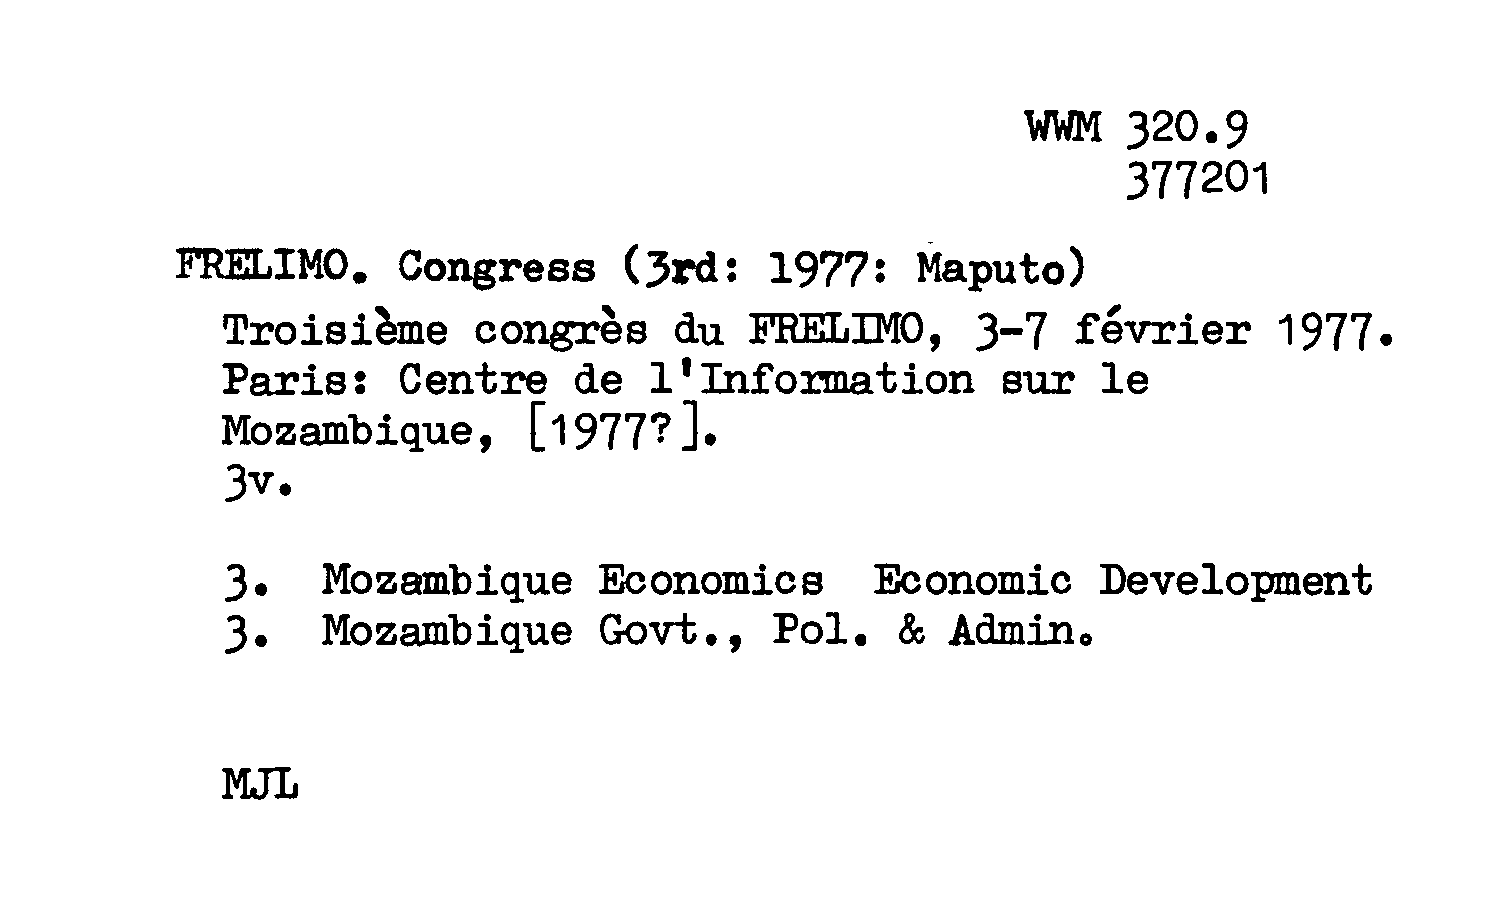 WWM 320.9
377201
FRELIMO. Congress (3rd: 1977: Maputo)
Troisième congrès du FRELIMO, 3-7 février 1977.
Paris: Centre de l'Information sur le
Mozambique, [1977?].
3v.
3. Mozambique Economics Economic Development
3. Mozambique Govt., Pol. & Admin.
MJL